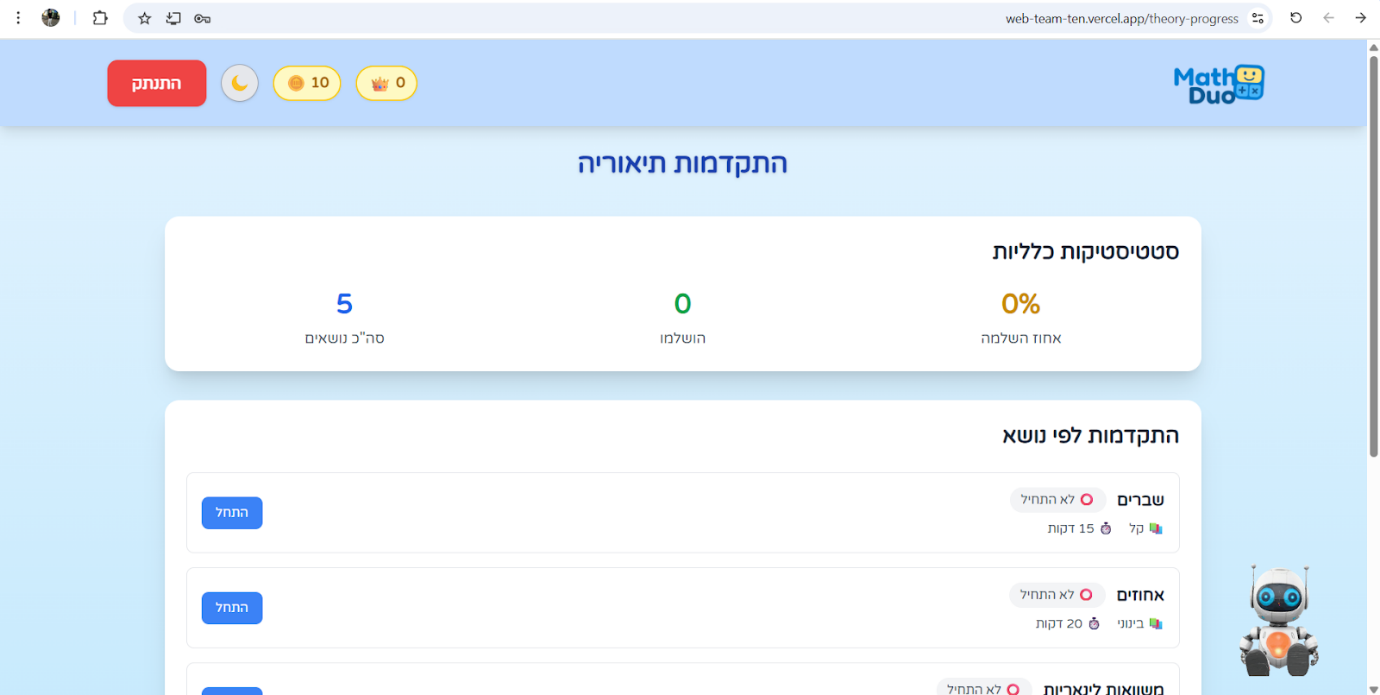 web-team-ten.vercel.app/theory-progress
Math Duo
0
10
התנתק
התקדמות תיאוריה
סטטיסטיקות כלליות
0%
אחוז השלמה
0
הושלמו
5
סה"כ נושאים
התקדמות לפי נושא
שברים לא התחיל
קל 15 דקות
התחל
אחוזים לא התחיל
בינוני 20 דקות
התחל
משוואות לינאריות לא התחיל